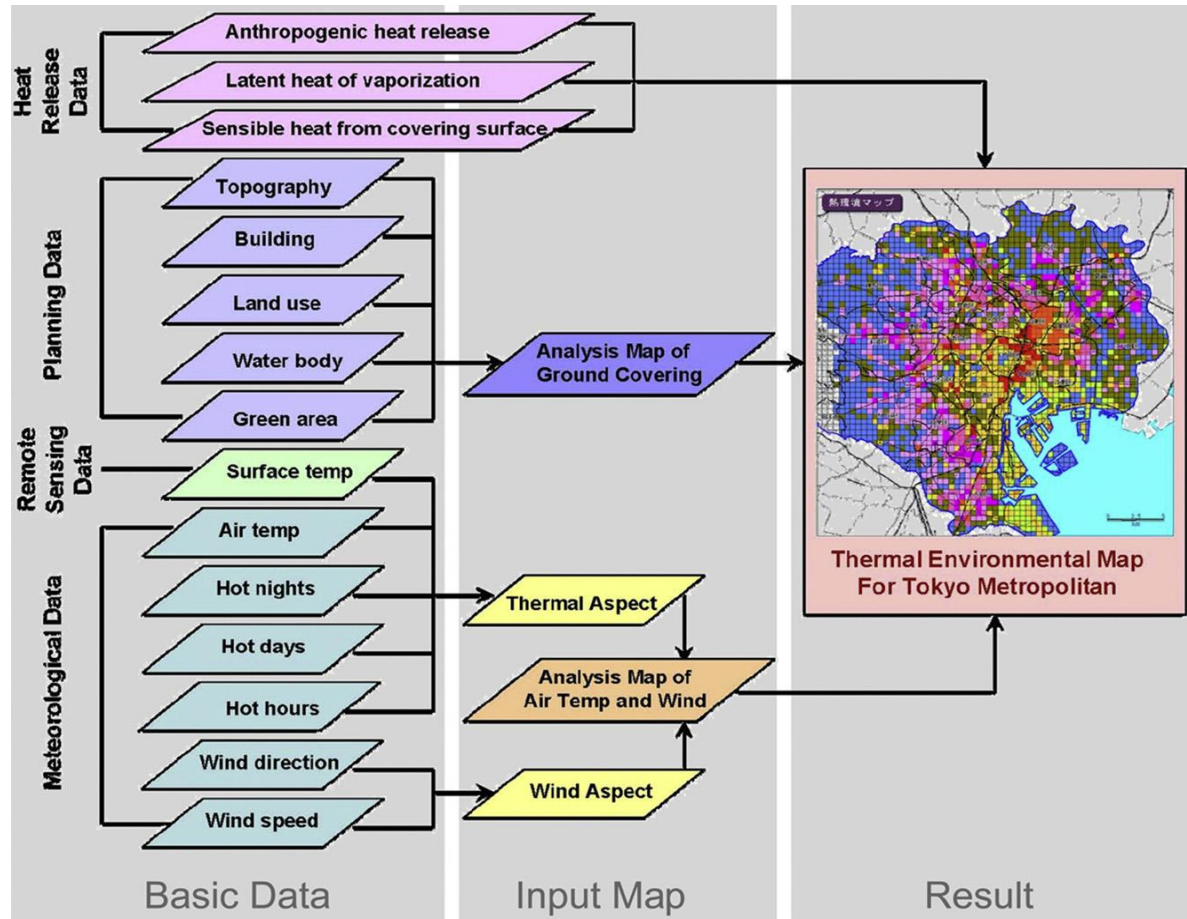 Heat
Release
Data
Anthropogenic heat release
Latent heat of vaporization
Sensible heat from covering surface
Planning Data
Topography
Building
Land use
Water body
Green area
Remote
Sensing
Data
Surface temp
Meteorological Data
Air temp
Hot nights
Hot days
Hot hours
Wind direction
Wind speed
Analysis Map of
Ground Covering
Thermal Aspect
Analysis Map of
Air Temp and Wind
Wind Aspect
熱環境マップ
Thermal Environmental Map
For Tokyo Metropolitan
Basic Data
Input Map
Result